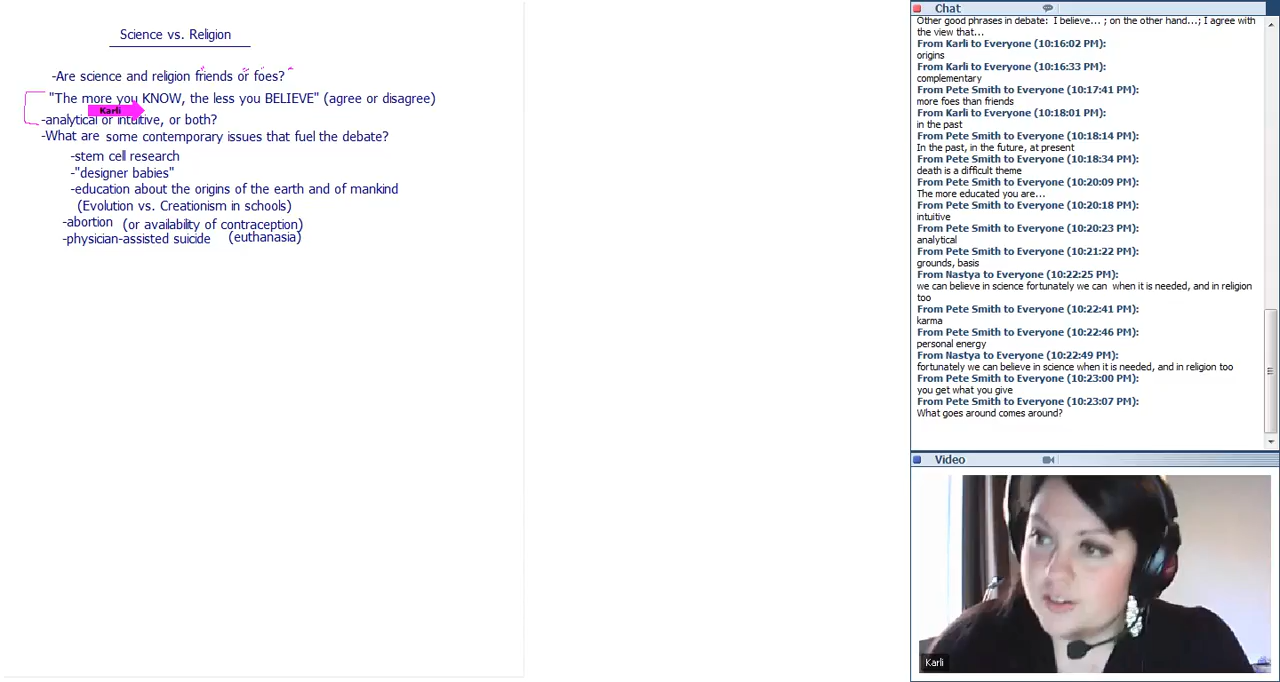 Science vs. Religion
-Are science and religion friends or foes?
"The more you KNOW, the less you BELIEVE" (agree or disagree)
Karli
-analytical or intuitive, or both?
-What are some contemporary issues that fuel the debate?
-stem cell research
-"designer babies"
-education about the origins of the earth and of mankind
(Evolution vs. Creationism in schools)
-abortion (or availability of contraception)
-physician-assisted suicide (euthanasia)
Chat
Other good phrases in debate: I believe... ; on the other hand...; I agree with
the view that...
From Karli to Everyone (10:16:02 PM):
origins
From Karli to Everyone (10:16:33 PM):
complementary
From Pete Smith to Everyone (10:17:41 PM):
more foes than friends
From Karli to Everyone (10:18:01 PM):
in the past
From Pete Smith to Everyone (10:18:14 PM):
In the past, in the future, at present
From Pete Smith to Everyone (10:18:34 PM):
death is a difficult theme
From Pete Smith to Everyone (10:20:09 PM):
The more educated you are...
From Pete Smith to Everyone (10:20:18 PM):
intuitive
From Pete Smith to Everyone (10:20:23 PM):
analytical
From Pete Smith to Everyone (10:21:22 PM):
grounds, basis
From Nastya to Everyone (10:22:25 PM):
we can believe in science fortunately we can when it is needed, and in religion
too
From Pete Smith to Everyone (10:22:41 PM):
karma
From Pete Smith to Everyone (10:22:46 PM):
personal energy
From Nastya to Everyone (10:22:49 PM):
fortunately we can believe in science when it is needed, and in religion too
From Pete Smith to Everyone (10:23:00 PM):
you get what you give
From Pete Smith to Everyone (10:23:07 PM):
What goes around comes around?
Video
Karli